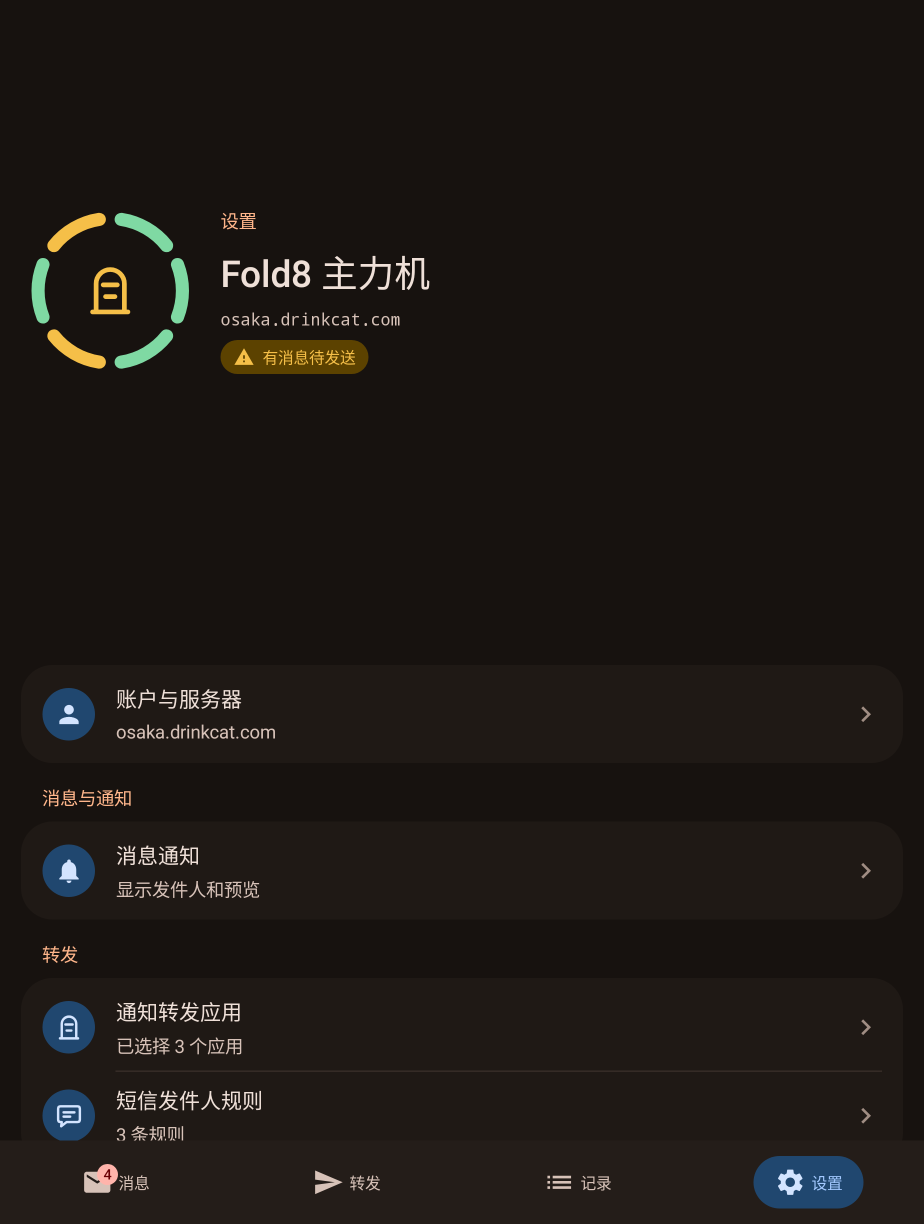 设置
Fold8 主力机
osaka.drinkcat.com
有消息待发送
账户与服务器
osaka.drinkcat.com
消息与通知
消息通知
显示发件人和预览
转发
通知转发应用
已选择 3 个应用
短信发件人规则
3 条规则
4
消息
转发
记录
设置